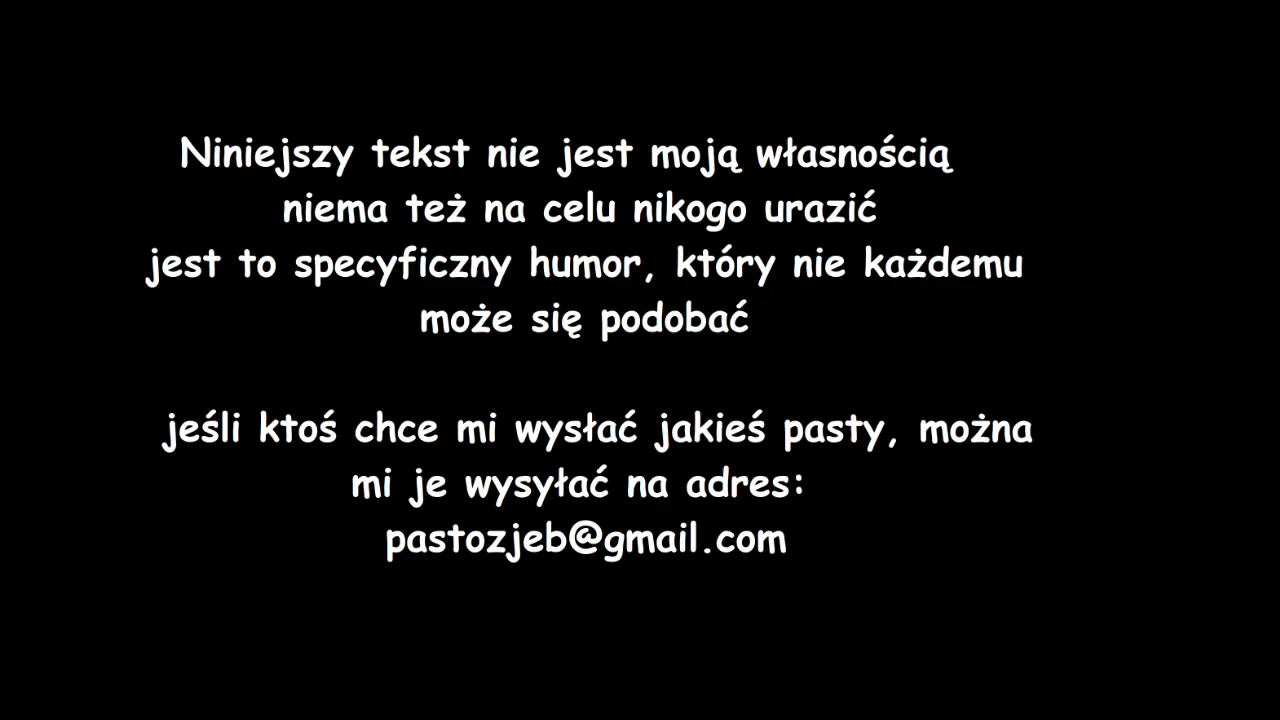 Niniejszy tekst nie jest moją własnością
niema też na celu nikogo urazić
jest to specyficzny humor, który nie każdemu
może się podobać
jeśli ktoś chce mi wysłać jakieś pasty, można
mi je wysyłać na adres:
pastozjeb@gmail.com